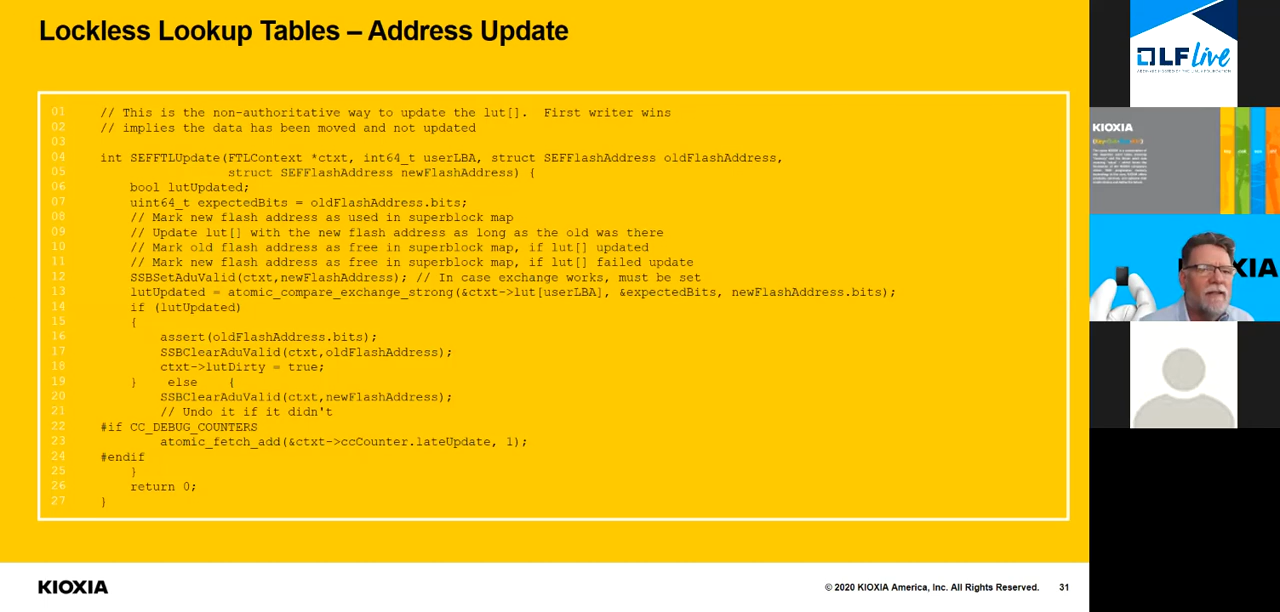 Lockless Lookup Tables – Address Update
01 // This is the non-authoritative way to update the lut[]. First writer wins
02 // implies the data has been moved and not updated
03
04 int SEFFTLUpdate(FTLContext *ctxt, int64_t userLBA, struct SEFFlashAddress oldFlashAddress,
05 struct SEFFlashAddress newFlashAddress) {
06 bool lutUpdated;
07 uint64_t expectedBits = oldFlashAddress.bits;
08 // Mark new flash address as used in superblock map
09 // Update lut[] with the new flash address as long as the old was there
10 // Mark old flash address as free in superblock map, if lut[] updated
11 // Mark new flash address as free in superblock map, if lut[] failed update
12 SSBSetAduValid(ctxt,newFlashAddress); // In case exchange works, must be set
13 lutUpdated = atomic_compare_exchange_strong(&ctxt->lut[userLBA], &expectedBits, newFlashAddress.bits);
14 if (lutUpdated)
15 {
16 assert(oldFlashAddress.bits);
17 SSBClearAduValid(ctxt,oldFlashAddress);
18 ctxt->lutDirty = true;
19 } else {
20 SSBClearAduValid(ctxt,newFlashAddress);
21 // Undo it if it didn't
22 #if CC_DEBUG_COUNTERS
23 atomic_fetch_add(&ctxt->ccCounter.lateUpdate, 1);
24 #endif
25 }
26 return 0;
27 }
KIOXIA
© 2020 KIOXIA America, Inc. All Rights Reserved. 31
LF Live
KIOXIA
KIOXIA